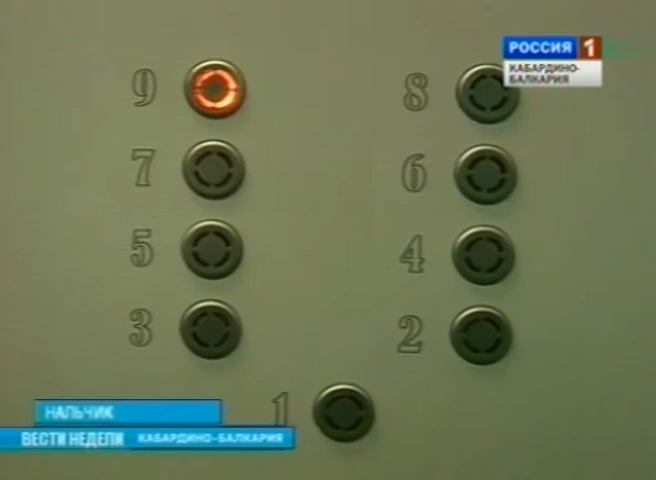 РОССИЯ 1
КАБАРДИНО-
БАЛКАРИЯ
9 8
7 6
5 4
3 2
1
НАЛЬЧИК
ВЕСТИ НЕДЕЛИ КАБАРДИНО-БАЛКАРИЯ